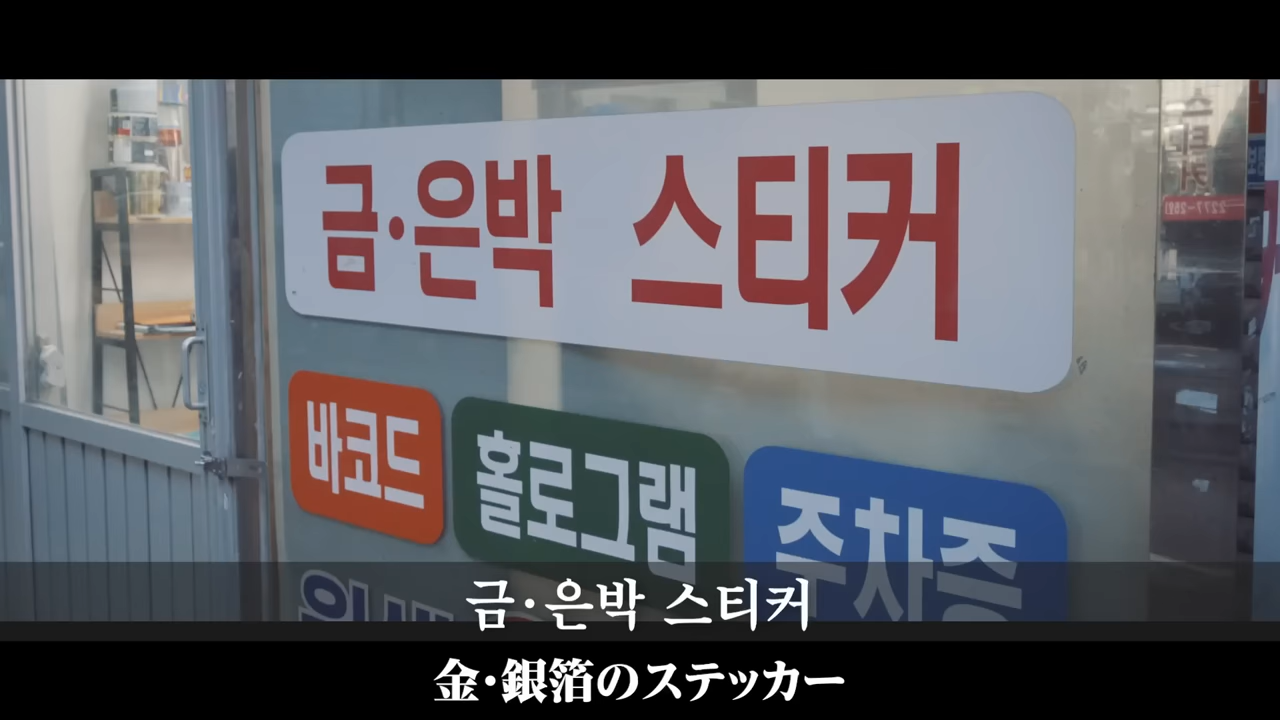 금·은박 스티커
바코드
홀로그램
주차증
금·은박 스티커
金·銀箔のステッカー